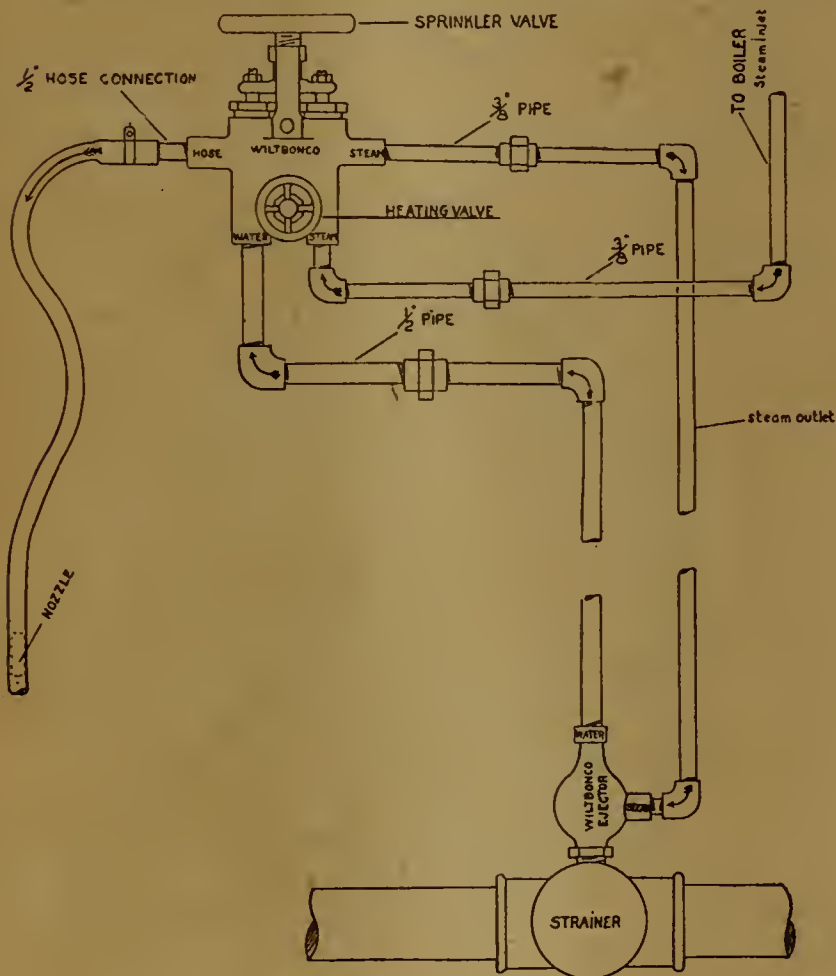 SPRINKLER VALVE
1/2" HOSE CONNECTION
3/8" PIPE
TO BOILER
Steam inlet
HOSE
WILTBONCO
STEAM
HEATING VALVE
WATER
STEAM
3/8" PIPE
1/2" PIPE
steam outlet
NOZZLE
WATER
WILTBONCO
EJECTOR
STRAINER